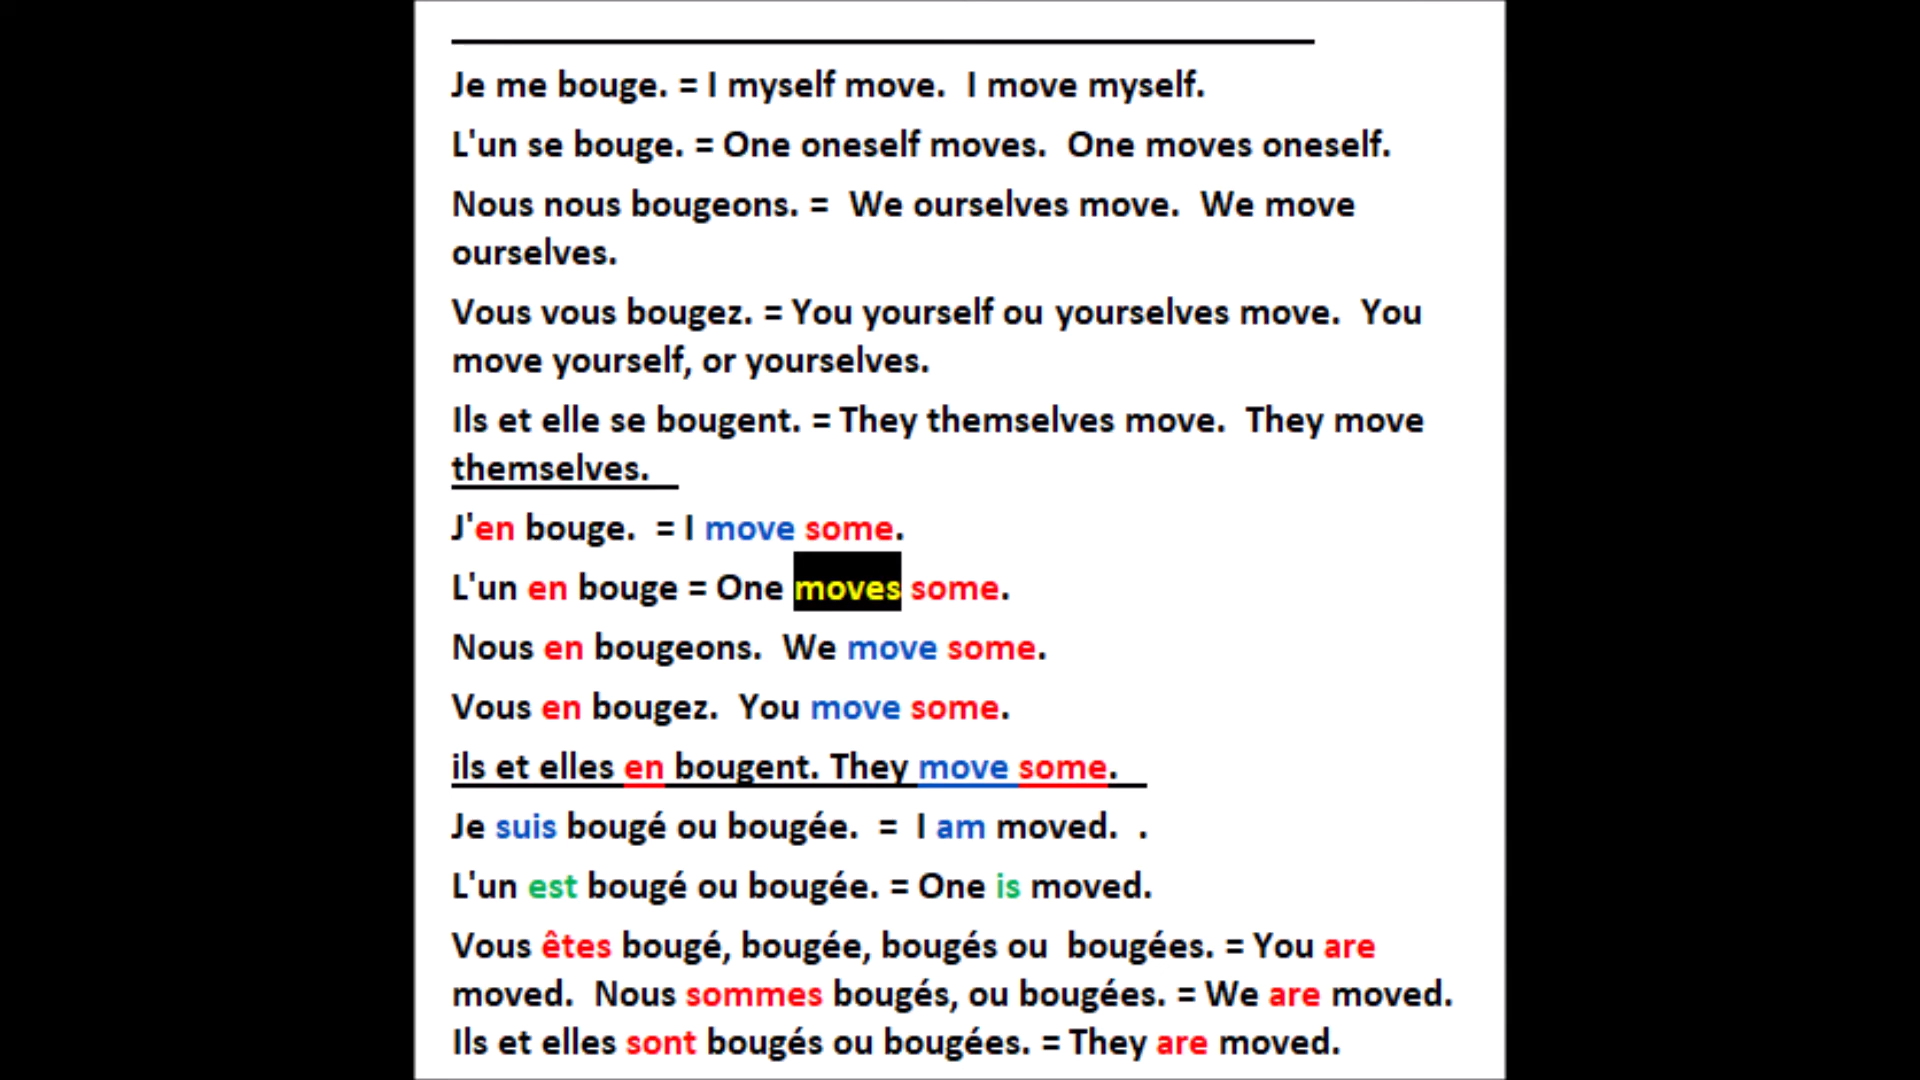 Je me bouge. = I myself move.  I move myself.
L'un se bouge. = One oneself moves.  One moves oneself.
Nous nous bougeons. =  We ourselves move.  We move
ourselves.
Vous vous bougez. = You yourself ou yourselves move.  You
move yourself, or yourselves.
Ils et elle se bougent. = They themselves move.  They move
themselves.
J'en bouge.  = I move some.
L'un en bouge = One moves some.
Nous en bougeons.  We move some.
Vous en bougez.  You move some.
ils et elles en bougent. They move some.
Je suis bougé ou bougée.  =  I am moved.  .
L'un est bougé ou bougée. = One is moved.
Vous êtes bougé, bougée, bougés ou  bougées. = You are
moved.  Nous sommes bougés, ou bougées. = We are moved.
Ils et elles sont bougés ou bougées. = They are moved.